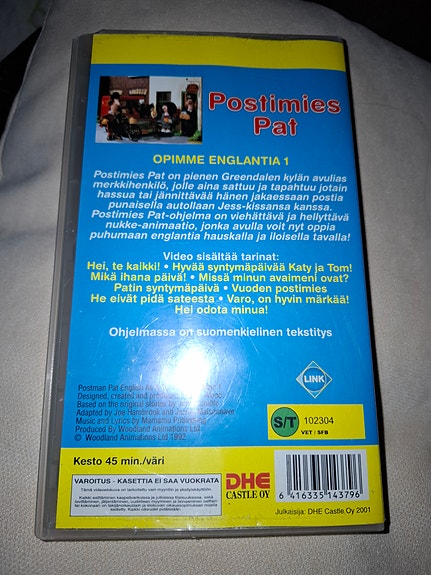 Postimies
Pat
OPIMME ENGLANTIA 1
Postimies Pat on pienen Greendalen kylän avulias
merkkihenkilö, jolle aina sattuu ja tapahtuu jotain
hassua tai jännittävää hänen jakaessaan postia
punaisella autollaan Jess-kissansa kanssa.
Postimies Pat-ohjelma on viehättävä ja hellyttävä
nukke-animaatio, jonka avulla voit nyt oppia
puhumaan englantia hauskalla ja iloisella tavalla!
Video sisältää tarinat:
Hei, te kaikki! • Hyvää syntymäpäivää Katy ja Tom!
Mikä ihana päivä! • Missä minun avaimeni ovat?
Patin syntymäpäivä • Vuoden postimies
He eivät pidä sateesta • Varo, on hyvin märkää!
Hei odota minua!
Ohjelmassa on suomenkielinen tekstitys
Postman Pat English
Designed, created and
Based on the original stories by
Adapted by Joe Hambrook and
Music and Lyrics by
Produced by Woodland Animations Ltd.
© Woodland Animations Ltd 1992
LINK
S/T
102304
VET / SFB
Kesto 45 min./väri
VAROITUS - KASETTIA EI SAA VUOKRATA
DHE
CASTLE OY
6 416335 143796
Julkaisija: DHE Castle Oy 2001